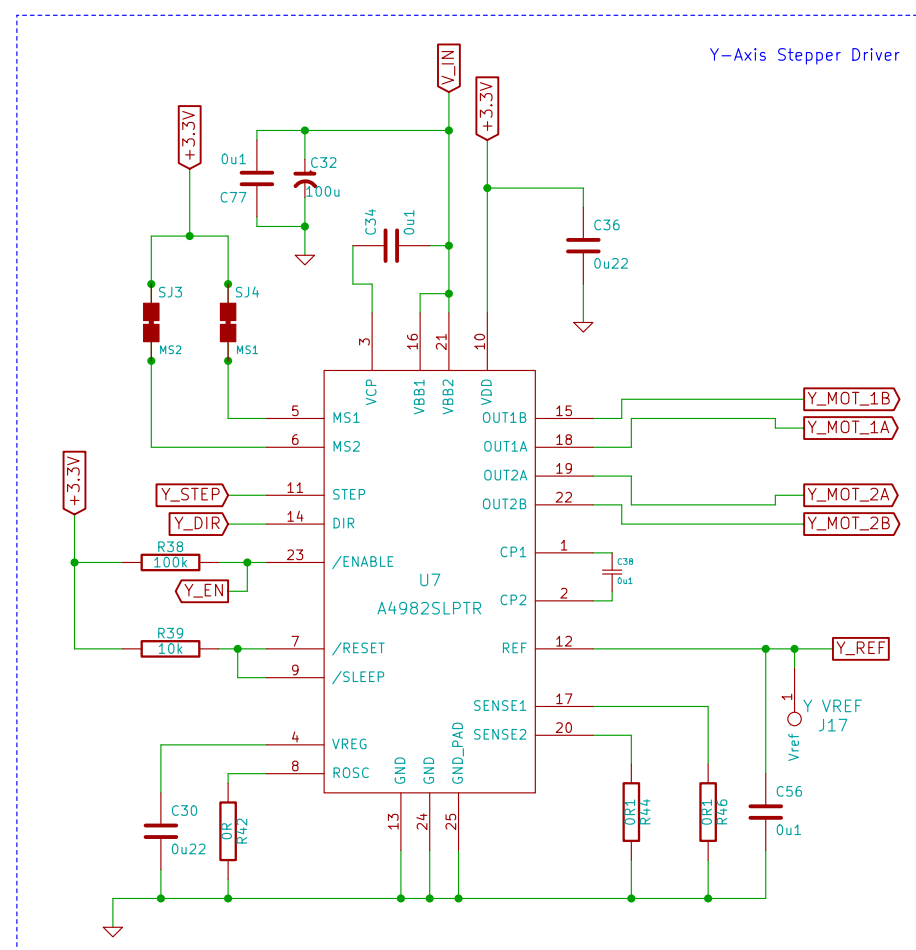 Y-Axis Stepper Driver
V_IN
+3.3V
+3.3V
0u1
C77
C32
100u
C34
0u1
C36
0u22
SJ3
MS2
SJ4
MS1
3
16
21
10
VCP
VBB1
VBB2
VDD
5
MS1
6
MS2
11
STEP
14
DIR
23
/ENABLE
7
/RESET
9
/SLEEP
4
VREG
8
ROSC
U7
A4982SLPTR
OUT1B
15
OUT1A
18
OUT2A
19
OUT2B
22
CP1
1
CP2
2
REF
12
SENSE1
17
SENSE2
20
GND
GND
GND_PAD
13
24
25
Y_MOT_1B
Y_MOT_1A
Y_MOT_2A
Y_MOT_2B
C38
0u1
+3.3V
Y_STEP
Y_DIR
R38
100k
Y_EN
R39
10k
Y_REF
1
Y VREF
J17
Vref
C30
0u22
0R
R42
0R1
R44
0R1
R46
C56
0u1